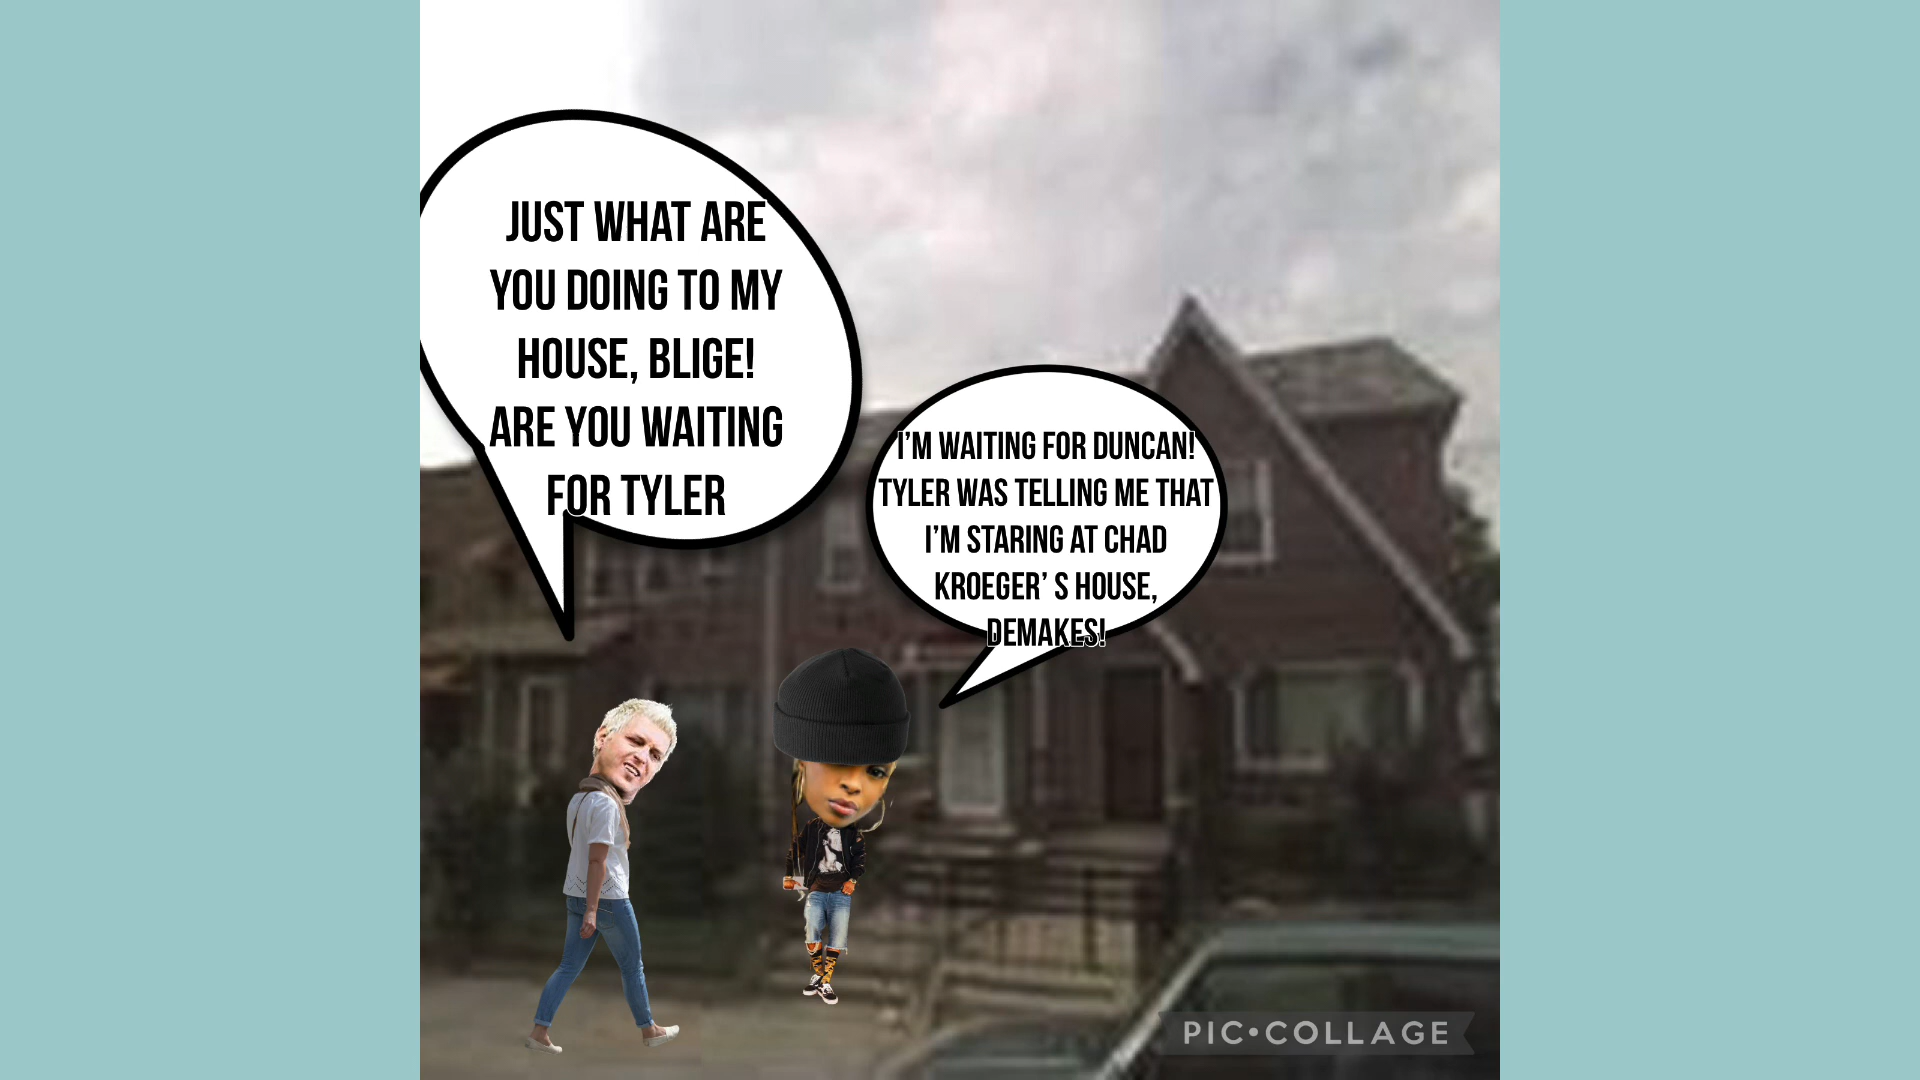 JUST WHAT ARE
YOU DOING TO MY
HOUSE, BLIGE!
ARE YOU WAITING
FOR TYLER
I'M WAITING FOR DUNCAN!
TYLER WAS TELLING ME THAT
I'M STARING AT CHAD
KROEGER' S HOUSE,
DEMAKES!
PIC•COLLAGE